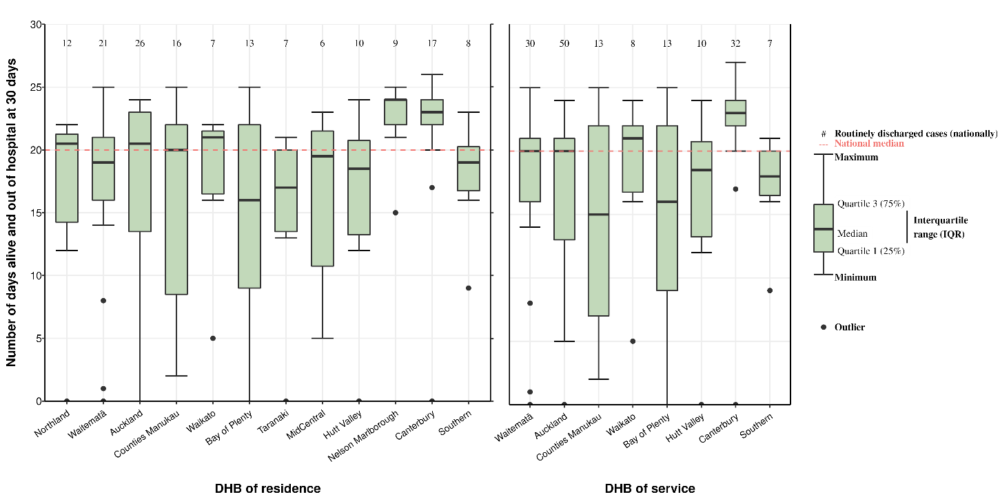 Number of days alive and out of hospital at 30 days
30
25
20
15
10
5
0
12 21 26 16 7 13 7 6 10 9 17 8
Northland
Waitematā
Auckland
Counties Manukau
Waikato
Bay of Plenty
Taranaki
MidCentral
Hutt Valley
Nelson Marlborough
Canterbury
Southern
DHB of residence
30 50 13 8 13 10 32 7
Waitematā
Auckland
Counties Manukau
Waikato
Bay of Plenty
Hutt Valley
Canterbury
Southern
DHB of service
# Routinely discharged cases (nationally)
--- National median
Maximum
Quartile 3 (75%)
Median
Quartile 1 (25%)
Interquartile
range (IQR)
Minimum
Outlier